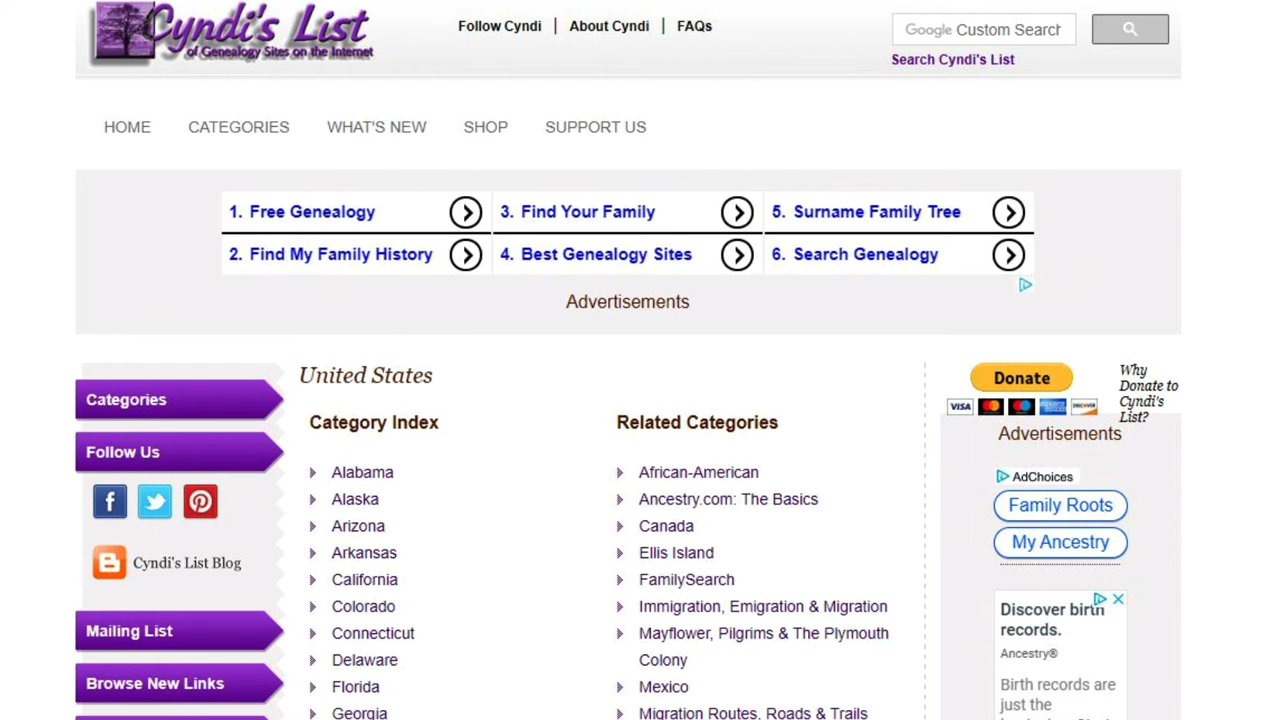 Cyndi's List
of Genealogy Sites on the Internet
Follow Cyndi | About Cyndi | FAQs
Google Custom Search
Search Cyndi's List
HOME CATEGORIES WHAT'S NEW SHOP SUPPORT US
1. Free Genealogy
3. Find Your Family
5. Surname Family Tree
2. Find My Family History
4. Best Genealogy Sites
6. Search Genealogy
Advertisements
Categories
Follow Us
Cyndi's List Blog
Mailing List
Browse New Links
United States
Category Index
Alabama
Alaska
Arizona
Arkansas
California
Colorado
Connecticut
Delaware
Florida
Georgia
Related Categories
African-American
Ancestry.com: The Basics
Canada
Ellis Island
FamilySearch
Immigration, Emigration & Migration
Mayflower, Pilgrims & The Plymouth
Colony
Mexico
Migration Routes, Roads & Trails
Donate
VISA
DISCOVER
Why
Donate to
Cyndi's
List?
Advertisements
AdChoices
Family Roots
My Ancestry
Discover birth
records.
Ancestry®
Birth records are
just the